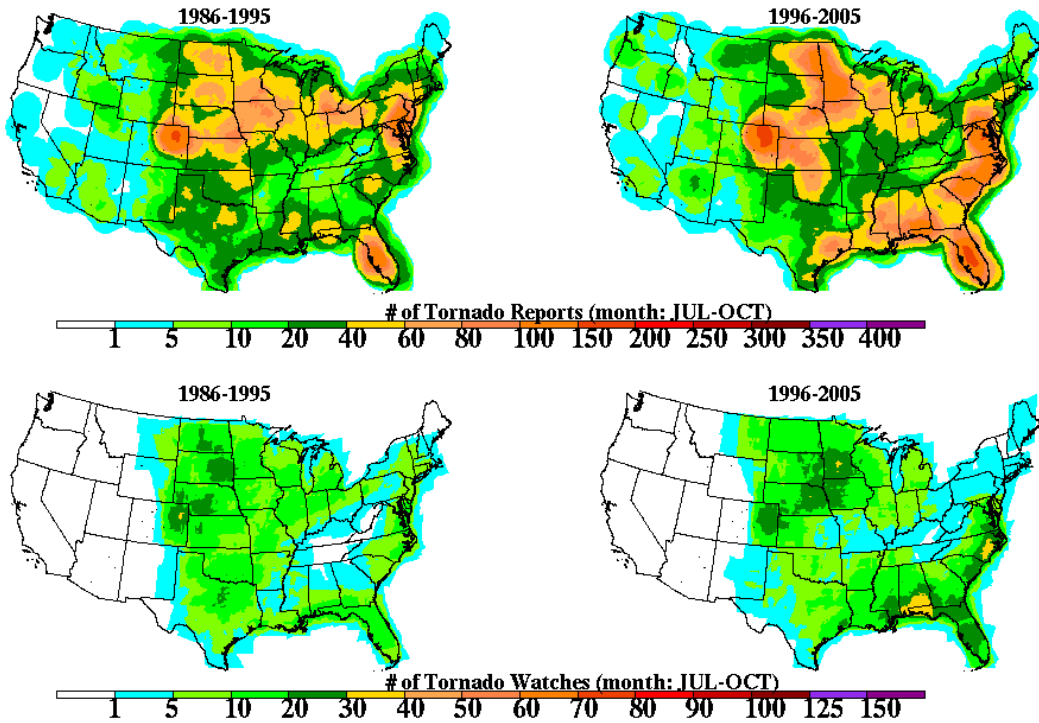 1986-1995
1996-2005
# of Tornado Reports (month: JUL-OCT)
1 5 10 20 40 60 80 100 150 200 250 300 350 400
1986-1995
1996-2005
# of Tornado Watches (month: JUL-OCT)
1 5 10 20 30 40 50 60 70 80 90 100 125 150